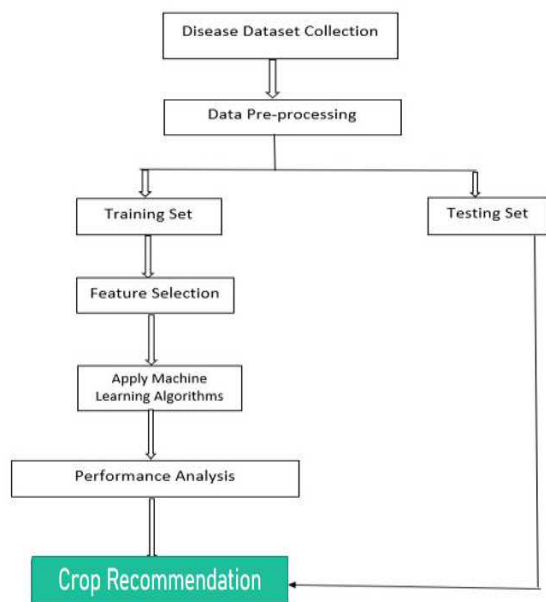 Disease Dataset Collection
Data Pre-processing
Training Set
Testing Set
Feature Selection
Apply Machine
Learning Algorithms
Performance Analysis
Crop Recommendation